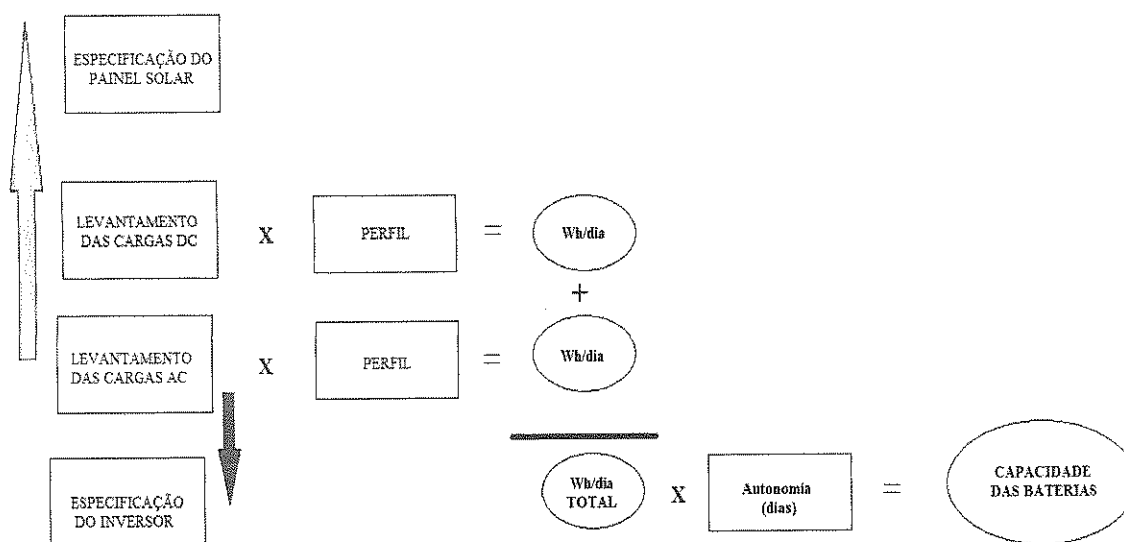 ESPECIFICAÇÃO DO
PAINEL SOLAR
LEVANTAMENTO
DAS CARGAS DC
X
PERFIL
=
Wh/dia
+
LEVANTAMENTO
DAS CARGAS AC
X
PERFIL
=
Wh/dia
ESPECIFICAÇÃO
DO INVERSOR
Wh/dia
TOTAL
X
Autonomia
(dias)
=
CAPACIDADE
DAS BATERIAS